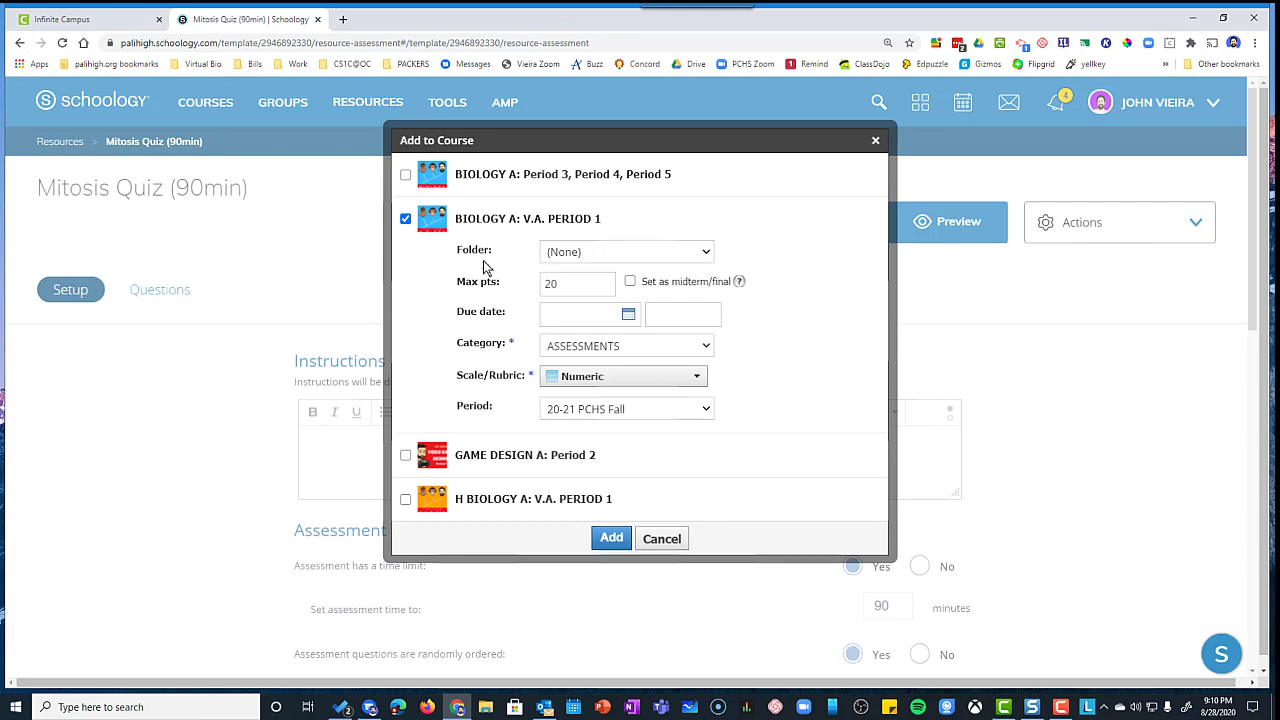 Infinite Campus
Mitosis Quiz (90min) | Schoology
palihigh.schoology.com/template/2946892330/resource-assessment#/template/2946892330/resource-assessment
Apps palihigh.org bookmarks Virtual Bio Bills Work CS1C@OC PACKERS Messages Vieira Zoom Buzz Concord Drive PCHS Zoom Remind ClassDojo Edpuzzle Gizmos Flipgrid yellkey Other bookmarks
S schoology COURSES GROUPS RESOURCES TOOLS AMP 4 JOHN VIEIRA
Resources > Mitosis Quiz (90min)
Mitosis Quiz (90min)
Preview
Actions
Setup
Questions
Instructions
Instructions will be d
B I U
Assessment
Assessment has a time limit: Yes No
Set assessment time to: 90 minutes
Assessment questions are randomly ordered: Yes No
Add to Course
BIOLOGY A: Period 3, Period 4, Period 5
BIOLOGY A: V.A. PERIOD 1
Folder: (None)
Max pts: 20 Set as midterm/final ?
Due date:
Category: * ASSESSMENTS
Scale/Rubric: * Numeric
Period: 20-21 PCHS Fall
GAME DESIGN A: Period 2
H BIOLOGY A: V.A. PERIOD 1
Add Cancel
S
Type here to search
9:10 PM
8/28/2020